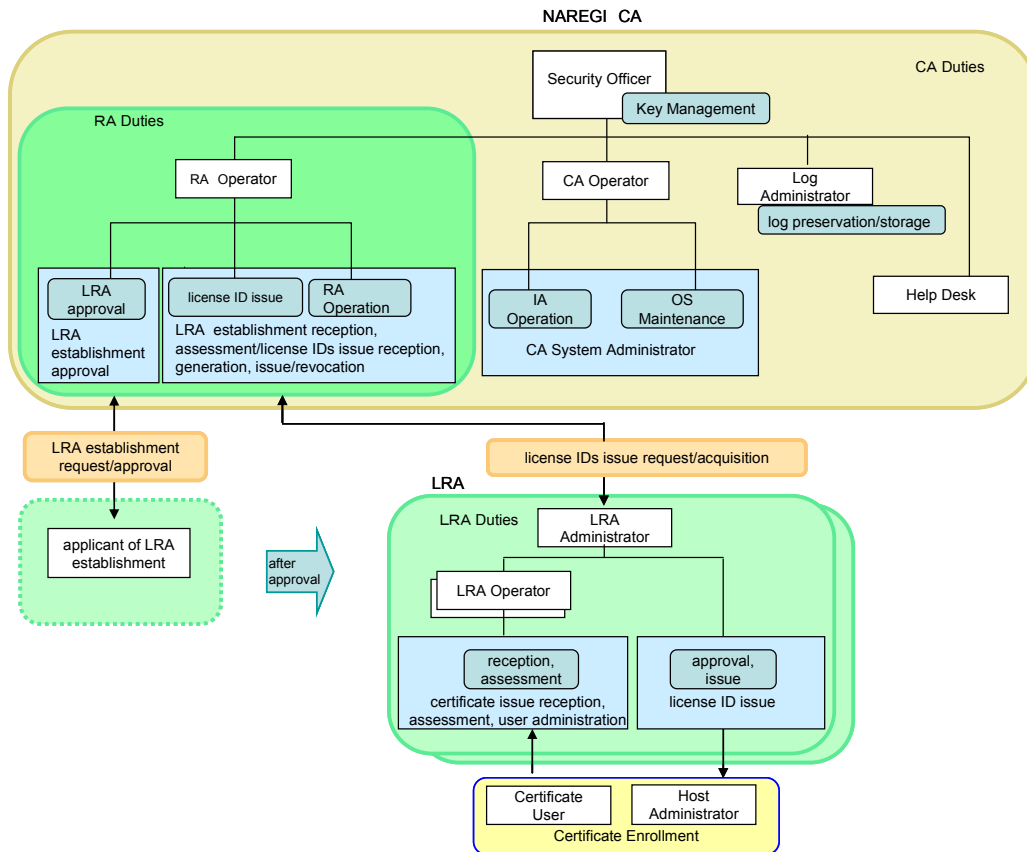 NAREGI CA
CA Duties
Security Officer
Key Management
RA Duties
RA Operator
CA Operator
Log
Administrator
log preservation/storage
LRA
approval
LRA
establishment
approval
license ID issue
RA
Operation
LRA establishment reception,
assessment/license IDs issue reception,
generation, issue/revocation
IA
Operation
OS
Maintenance
CA System Administrator
Help Desk
LRA establishment
request/approval
license IDs issue request/acquisition
applicant of LRA
establishment
after
approval
LRA
LRA Duties
LRA
Administrator
LRA Operator
reception,
assessment
certificate issue reception,
assessment, user administration
approval,
issue
license ID issue
Certificate
User
Host
Administrator
Certificate Enrollment